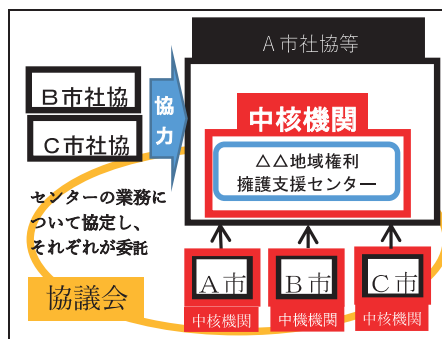 A市社協等
B市社協
C市社協
協力
中核機関
△△地域権利
擁護支援センター
センターの業務に
ついて協定し、
それぞれが委託
協議会
A市
B市
C市
中核機関
中機機関
中核機関